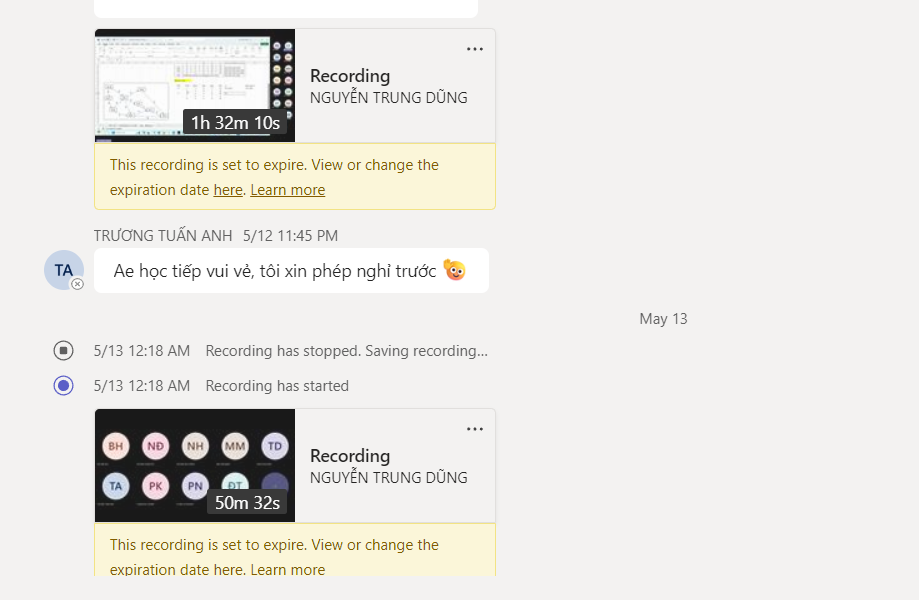 Recording
NGUYỄN TRUNG DŨNG
1h 32m 10s
This recording is set to expire. View or change the
expiration date here. Learn more
TRƯƠNG TUẤN ANH 5/12 11:45 PM
TA
Ae học tiếp vui vẻ, tôi xin phép nghỉ trước
May 13
5/13 12:18 AM Recording has stopped. Saving recording...
5/13 12:18 AM Recording has started
BH NĐ NH MM TD
Recording
NGUYỄN TRUNG DŨNG
TA PK PN ĐT
50m 32s
This recording is set to expire. View or change the
expiration date here. Learn more